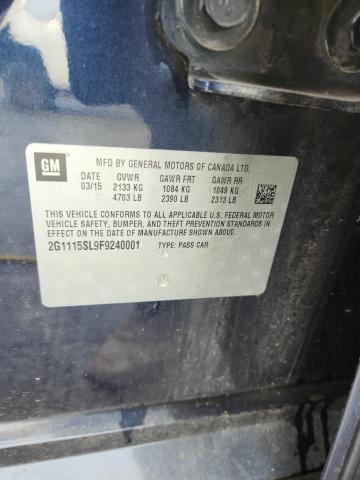 GM
MFD BY GENERAL MOTORS OF CANADA LTD.
DATE GVWR GAWR FRT GAWR RR
03/15 2133 KG 1084 KG 1049 KG
4703 LB 2390 LB 2313 LB
THIS VEHICLE CONFORMS TO ALL APPLICABLE U.S. FEDERAL MOTOR
VEHICLE SAFETY, BUMPER, AND THEFT PREVENTION STANDARDS IN
EFFECT ON THE DATE OF MANUFACTURE SHOWN ABOVE.
2G1115SL9F9240001 TYPE: PASS CAR